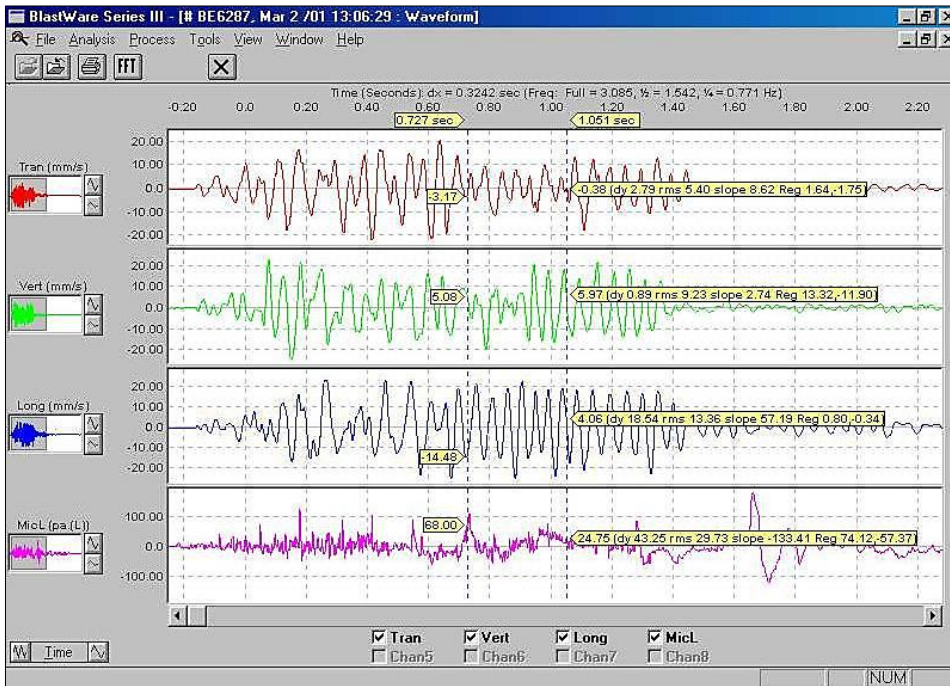 BlastWare Series III - [# BE6287, Mar 2 /01 13:06:29 : Waveform]
File Analysis Process Tools View Window Help
FFT
Time (Seconds): dx = 0.3242 sec (Freq: Full = 3.085, ½ = 1.542, ¼ = 0.771 Hz)
-0.20 0.0 0.20 0.40 0.60 0.80 1.00 1.20 1.40 1.60 1.80 2.00 2.20
0.727 sec 1.051 sec
Tran (mm/s)
20.00
10.00
0.0
-10.00
-20.00
-3.17
-0.38 (dy 2.79 rms 5.40 slope 8.62 Reg 1.64,-1.75)
Vert (mm/s)
20.00
10.00
0.0
-10.00
-20.00
5.08
5.97 (dy 0.89 rms 9.23 slope 2.74 Reg 13.32,-11.90)
Long (mm/s)
20.00
10.00
0.0
-10.00
-20.00
-14.48
4.06 (dy 18.54 rms 13.36 slope 57.19 Reg 0.80,-0.34)
MicL (pa.(L))
100.00
0.0
-100.00
68.00
24.75 (dy 43.25 rms 29.73 slope -133.41 Reg 74.12,-57.37)
Time
Tran Vert Long MicL
Chan5 Chan6 Chan7 Chan8
NUM